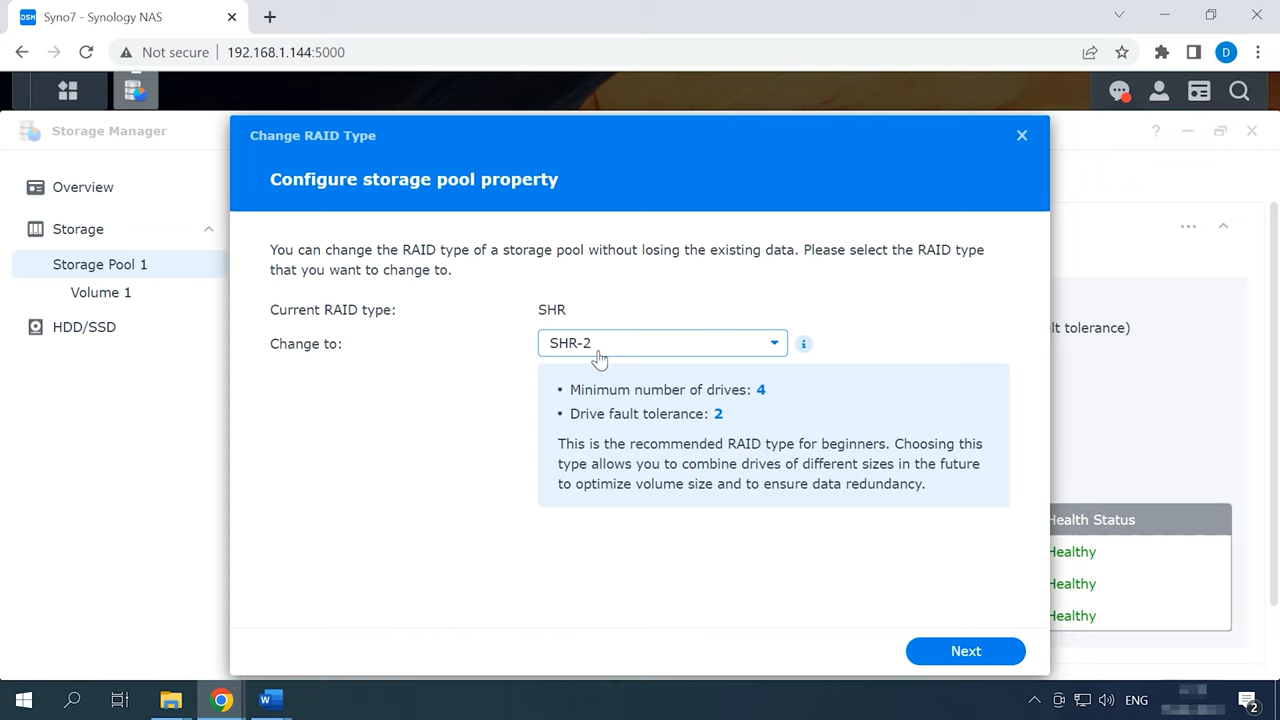 Syno7 - Synology NAS
Not secure
192.168.1.144:5000
D
Storage Manager
Overview
Storage
Storage Pool 1
Volume 1
HDD/SSD
Change RAID Type
Configure storage pool property
You can change the RAID type of a storage pool without losing the existing data. Please select the RAID type
that you want to change to.
Current RAID type: SHR
Change to: SHR-2
• Minimum number of drives: 4
• Drive fault tolerance: 2
This is the recommended RAID type for beginners. Choosing this
type allows you to combine drives of different sizes in the future
to optimize volume size and to ensure data redundancy.
Next
lt tolerance)
Health Status
Healthy
Healthy
Healthy
ENG
2